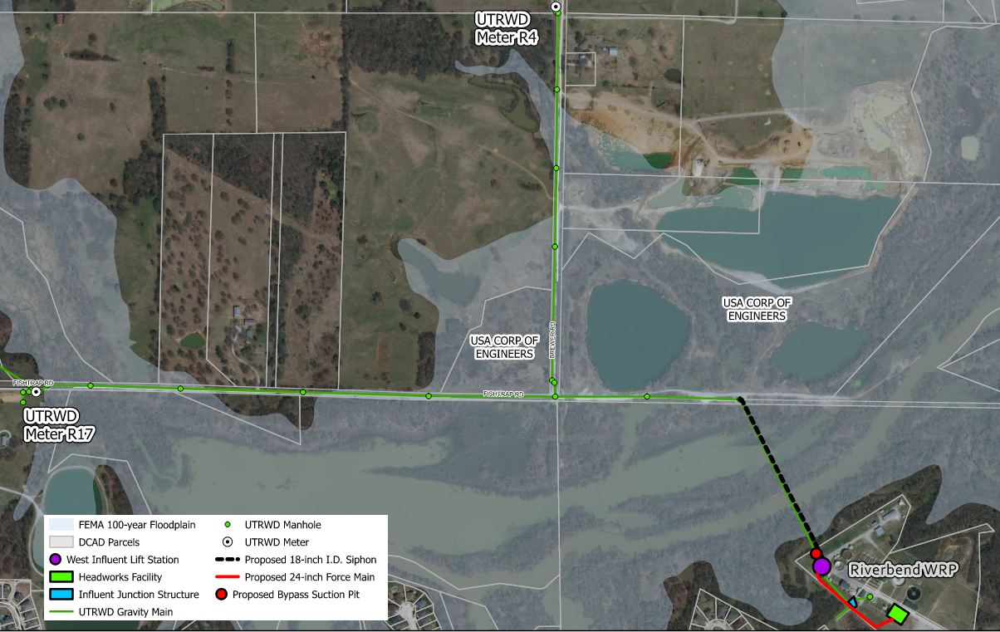 UTRWD
Meter R4
USA CORP OF
ENGINEERS
USA CORP OF
ENGINEERS
BREWER RD
FISHTRAP RD
FISHTRAP RD
UTRWD
Meter R17
Riverbend WRP
FEMA 100-year Floodplain
DCAD Parcels
West Influent Lift Station
Headworks Facility
Influent Junction Structure
UTRWD Gravity Main
UTRWD Manhole
UTRWD Meter
Proposed 18-inch I.D. Siphon
Proposed 24-inch Force Main
Proposed Bypass Suction Pit